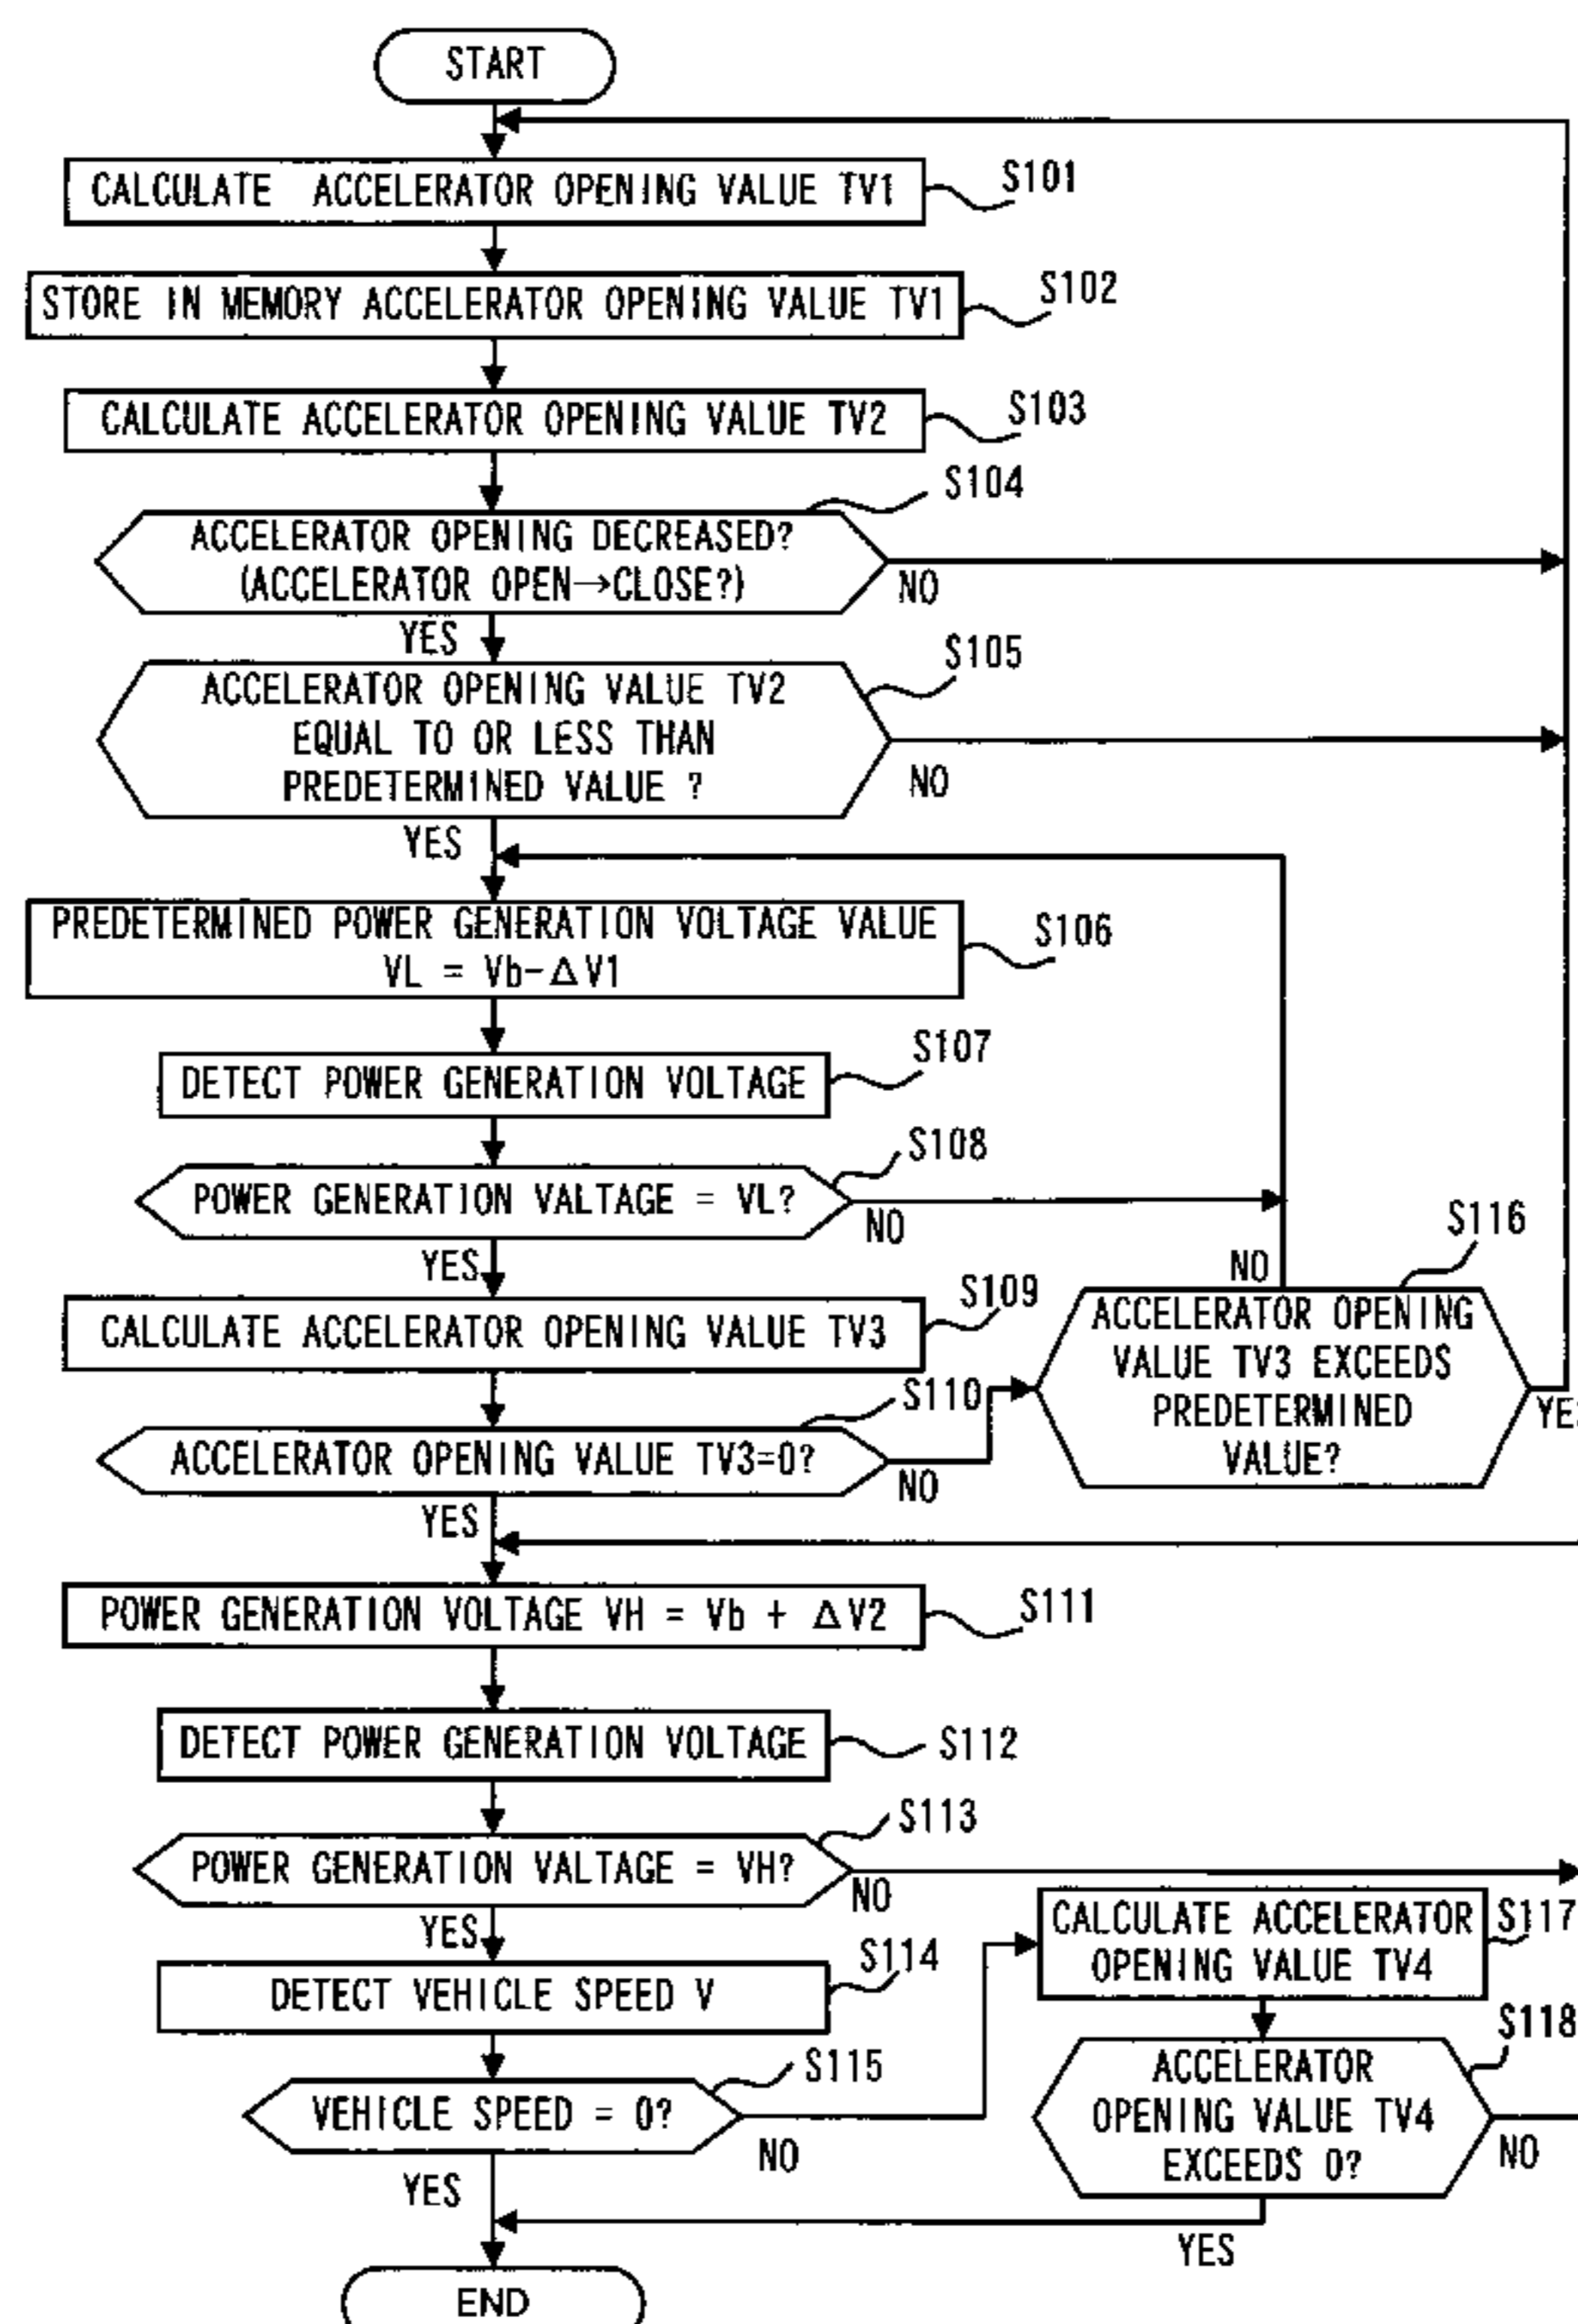 START
CALCULATE ACCELERATOR OPENING VALUE TV1
S101
STORE IN MEMORY ACCELERATOR OPENING VALUE TV1
S102
CALCULATE ACCELERATOR OPENING VALUE TV2
S103
S104
ACCELERATOR OPENING DECREASED?
(ACCELERATOR OPEN→CLOSE?)
NO
YES
S105
ACCELERATOR OPENING VALUE TV2
EQUAL TO OR LESS THAN
PREDETERMINED VALUE ?
NO
YES
PREDETERMINED POWER GENERATION VOLTAGE VALUE
VL = Vb-ΔV1
S106
DETECT POWER GENERATION VOLTAGE
S107
S108
POWER GENERATION VALTAGE = VL?
NO
YES
CALCULATE ACCELERATOR OPENING VALUE TV3
S109
S110
ACCELERATOR OPENING VALUE TV3=0?
NO
YES
S116
NO
ACCELERATOR OPENING
VALUE TV3 EXCEEDS
PREDETERMINED
VALUE?
YES
POWER GENERATION VOLTAGE VH = Vb + ΔV2
S111
DETECT POWER GENERATION VOLTAGE
S112
S113
POWER GENERATION VALTAGE = VH?
NO
YES
DETECT VEHICLE SPEED V
S114
S115
VEHICLE SPEED = 0?
NO
YES
CALCULATE ACCELERATOR
OPENING VALUE TV4
S117
S118
ACCELERATOR
OPENING VALUE TV4
EXCEEDS 0?
NO
YES
END